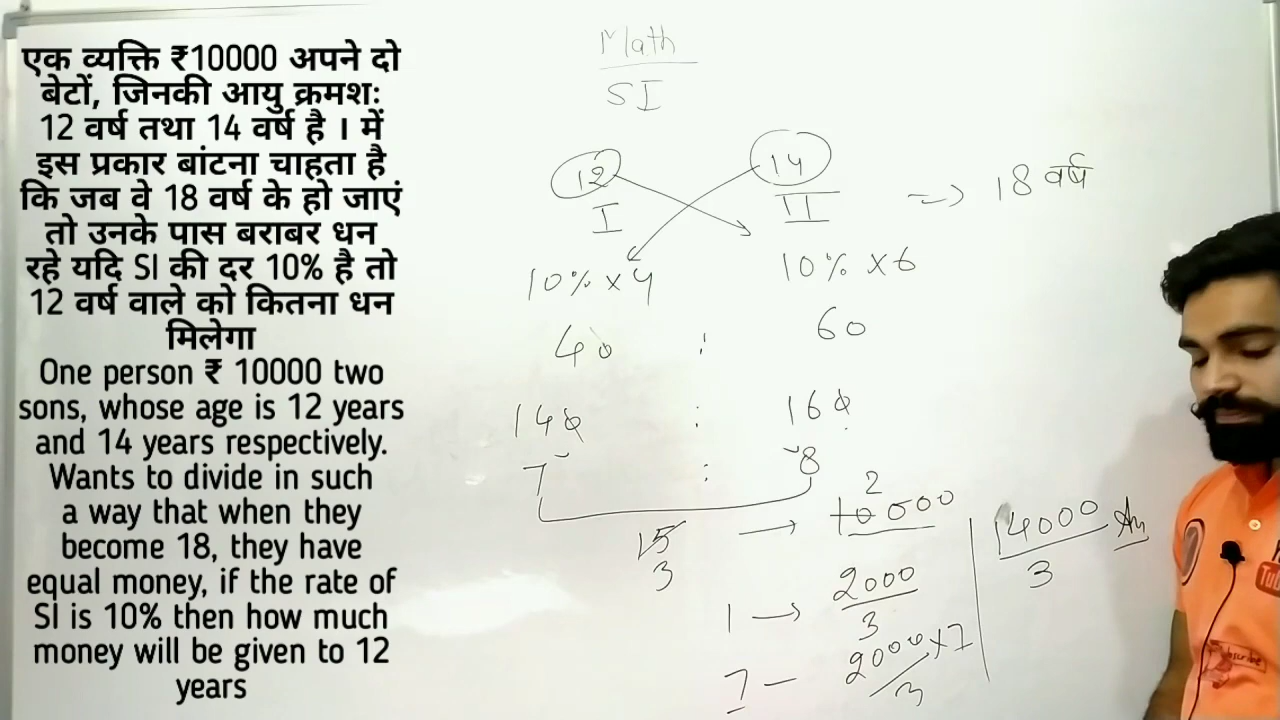 एक व्यक्ति ₹10000 अपने दो
बेटों, जिनकी आयु क्रमशः
12 वर्ष तथा 14 वर्ष है । में
इस प्रकार बांटना चाहता है
कि जब वे 18 वर्ष के हो जाएं
तो उनके पास बराबर धन
रहे यदि SI की दर 10% है तो
12 वर्ष वाले को कितना धन
मिलेगा
One person ₹ 10000 two
sons, whose age is 12 years
and 14 years respectively.
Wants to divide in such
a way that when they
become 18, they have
equal money, if the rate of
SI is 10% then how much
money will be given to 12
years
Math
SI
12 14
I II => 18 वर्ष
10% x 4 10% x 6
40 : 60
140 : 160
7 : 8
2
15 → 10000
3
1 → 2000
3
7 – 2000 x 7
3
14000 Ans
3